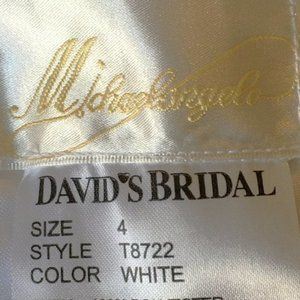 Michaelangelo
DAVID'S BRIDAL
SIZE 4
STYLE T8722
COLOR WHITE